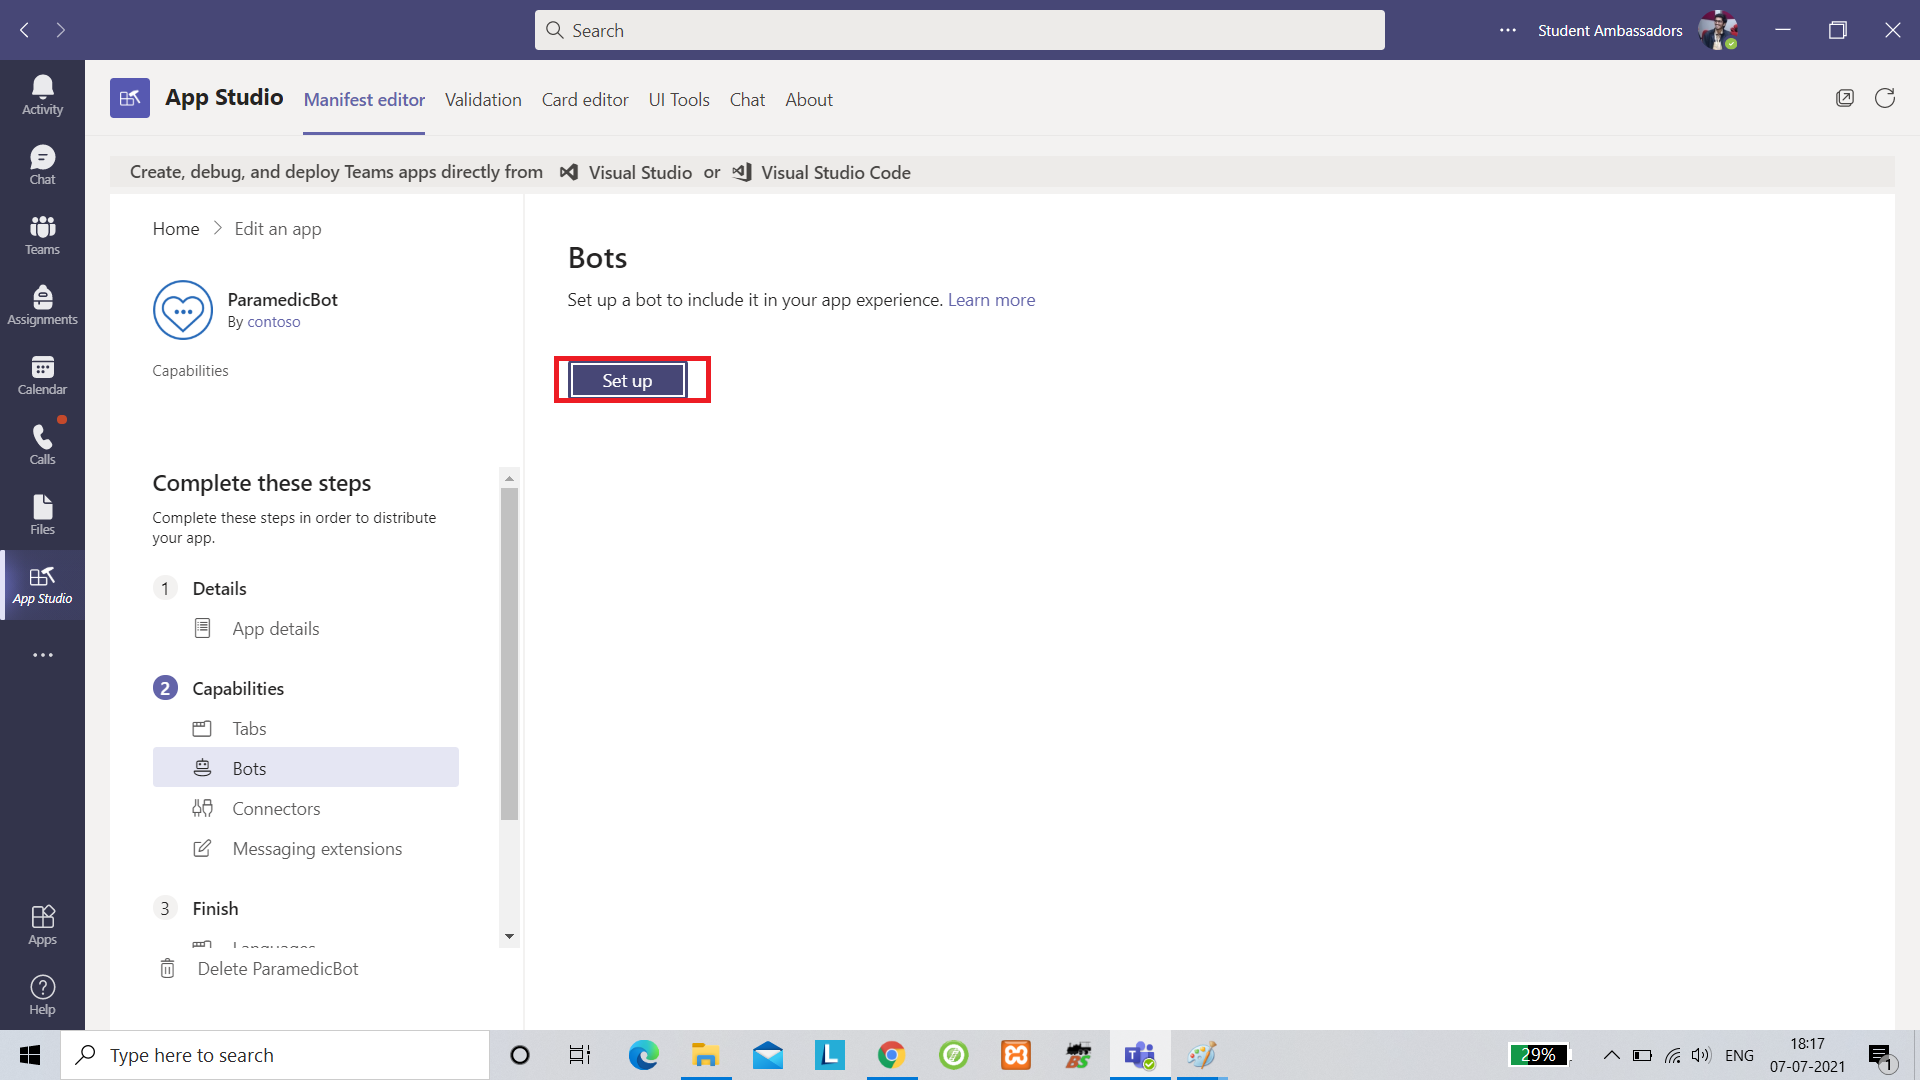 Search
Student Ambassadors
Activity
Chat
Teams
Assignments
Calendar
Calls
Files
App Studio
Apps
Help
App Studio
Manifest editor
Validation
Card editor
UI Tools
Chat
About
Create, debug, and deploy Teams apps directly from Visual Studio or Visual Studio Code
Home
Edit an app
ParamedicBot
By contoso
Capabilities
Complete these steps
Complete these steps in order to distribute
your app.
1 Details
App details
2 Capabilities
Tabs
Bots
Connectors
Messaging extensions
3 Finish
Languages
Delete ParamedicBot
Bots
Set up a bot to include it in your app experience. Learn more
Set up
Type here to search
L
BS
T
29%
ENG
18:17
07-07-2021
1